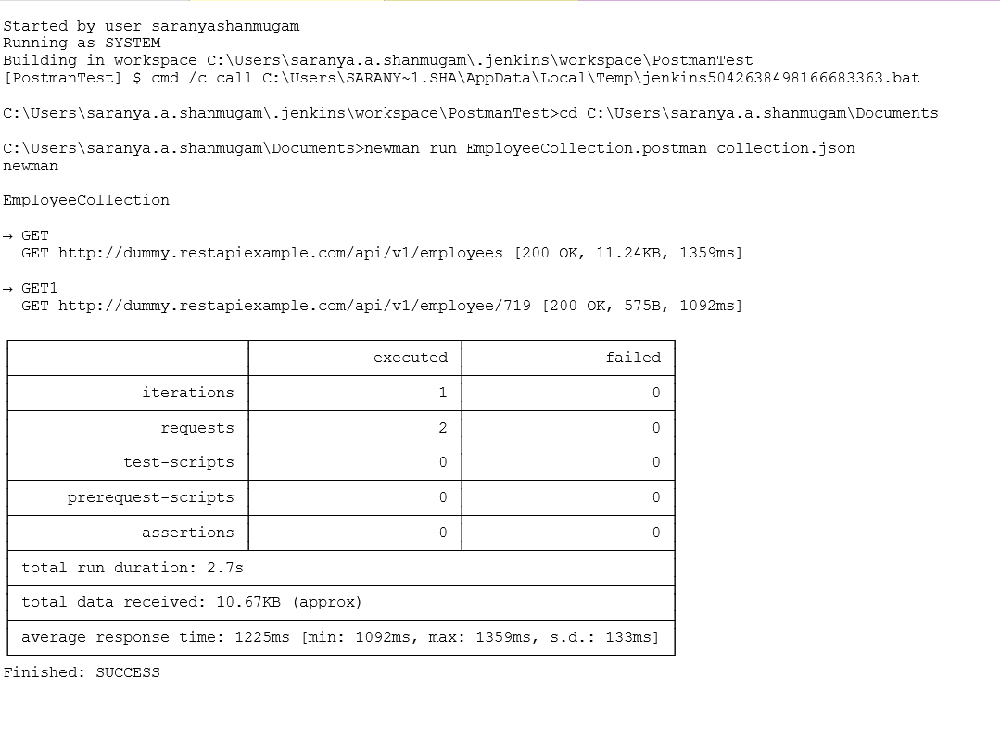 Started by user saranyashanmugam
Running as SYSTEM
Building in workspace C:\Users\saranya.a.shanmugam\.jenkins\workspace\PostmanTest
[PostmanTest] $ cmd /c call C:\Users\SARANY~1.SHA\AppData\Local\Temp\jenkins5042638498166683363.bat
C:\Users\saranya.a.shanmugam\.jenkins\workspace\PostmanTest>cd C:\Users\saranya.a.shanmugam\Documents
C:\Users\saranya.a.shanmugam\Documents>newman run EmployeeCollection.postman_collection.json
newman
EmployeeCollection
→ GET
GET http://dummy.restapiexample.com/api/v1/employees [200 OK, 11.24KB, 1359ms]
→ GET1
GET http://dummy.restapiexample.com/api/v1/employee/719 [200 OK, 575B, 1092ms]
executed failed
iterations 1 0
requests 2 0
test-scripts 0 0
prerequest-scripts 0 0
assertions 0 0
total run duration: 2.7s
total data received: 10.67KB (approx)
average response time: 1225ms [min: 1092ms, max: 1359ms, s.d.: 133ms]
Finished: SUCCESS